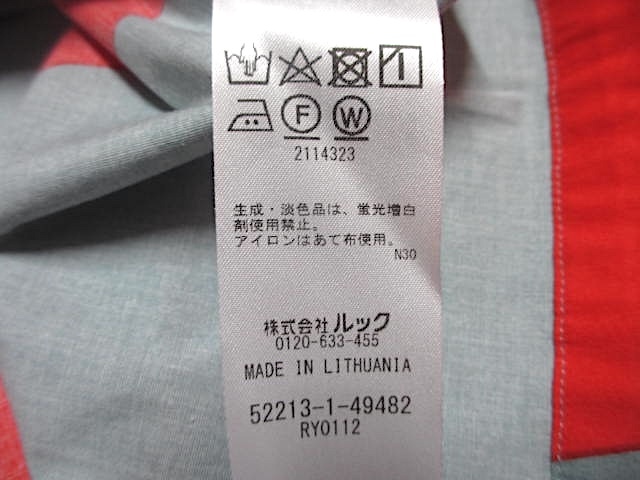 F W
2114323
生成・淡色品は、蛍光増白
剤使用禁止。
アイロンはあて布使用。
N30
株式会社ルック
0120-633-455
MADE IN LITHUANIA
52213-1-49482
RY0112